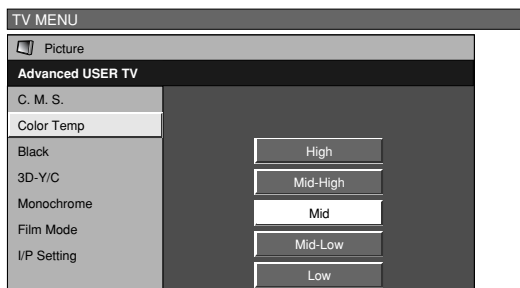 TV MENU
Picture
Advanced USER TV
C. M. S.
Color Temp
Black
3D-Y/C
Monochrome
Film Mode
I/P Setting
High
Mid-High
Mid
Mid-Low
Low